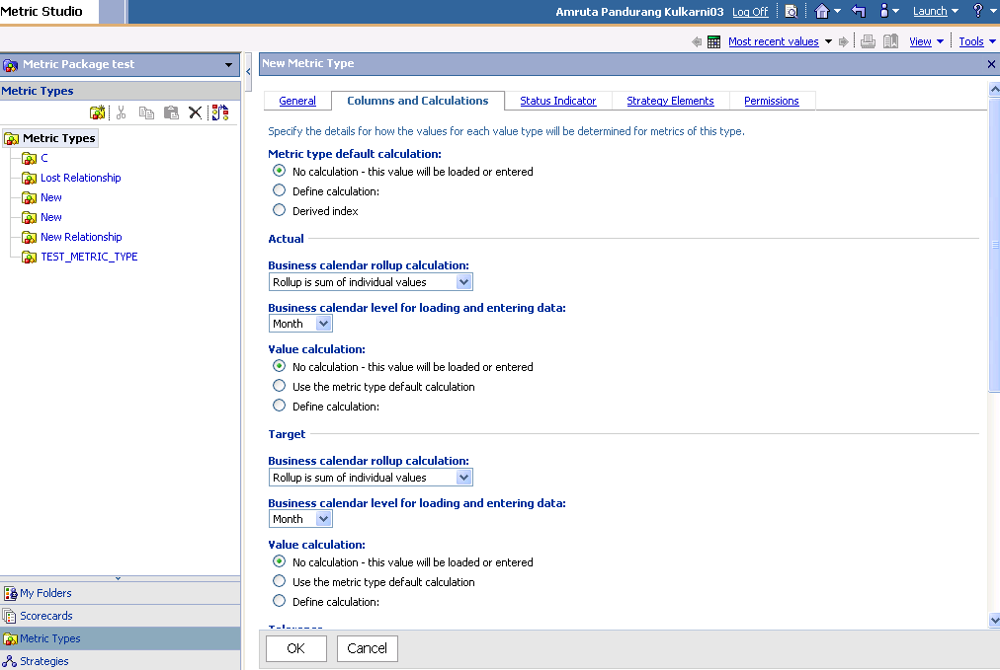 Metric Studio
Amruta Pandurang Kulkarni03 Log Off Launch ?
Most recent values View Tools
Metric Package test
Metric Types
Metric Types
C
Lost Relationship
New
New
New Relationship
TEST_METRIC_TYPE
My Folders
Scorecards
Metric Types
Strategies
New Metric Type
General Columns and Calculations Status Indicator Strategy Elements Permissions
Specify the details for how the values for each value type will be determined for metrics of this type.
Metric type default calculation:
No calculation - this value will be loaded or entered
Define calculation:
Derived index
Actual
Business calendar rollup calculation:
Rollup is sum of individual values
Business calendar level for loading and entering data:
Month
Value calculation:
No calculation - this value will be loaded or entered
Use the metric type default calculation
Define calculation:
Target
Business calendar rollup calculation:
Rollup is sum of individual values
Business calendar level for loading and entering data:
Month
Value calculation:
No calculation - this value will be loaded or entered
Use the metric type default calculation
Define calculation:
OK Cancel